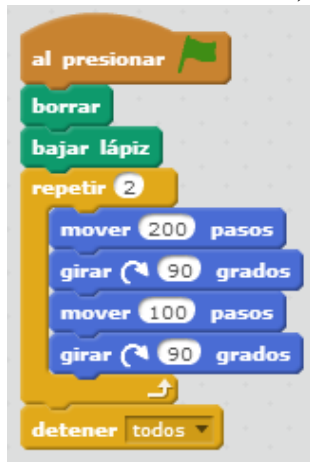 al presionar
borrar
bajar lápiz
repetir 2
mover 200 pasos
girar 90 grados
mover 100 pasos
girar 90 grados
detener todos